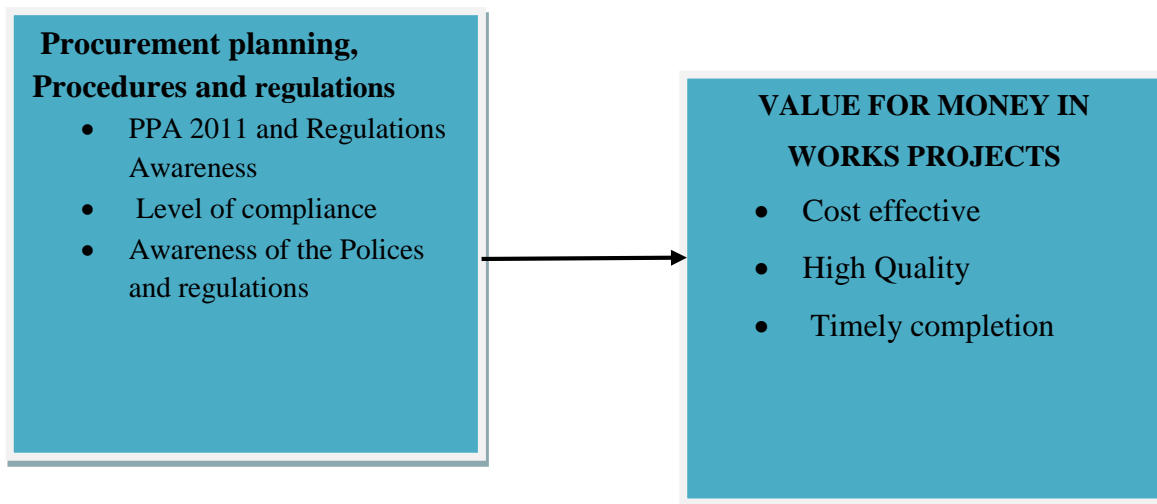 Procurement planning,
Procedures and regulations
• PPA 2011 and Regulations
Awareness
• Level of compliance
• Awareness of the Polices
and regulations
VALUE FOR MONEY IN
WORKS PROJECTS
• Cost effective
• High Quality
• Timely completion